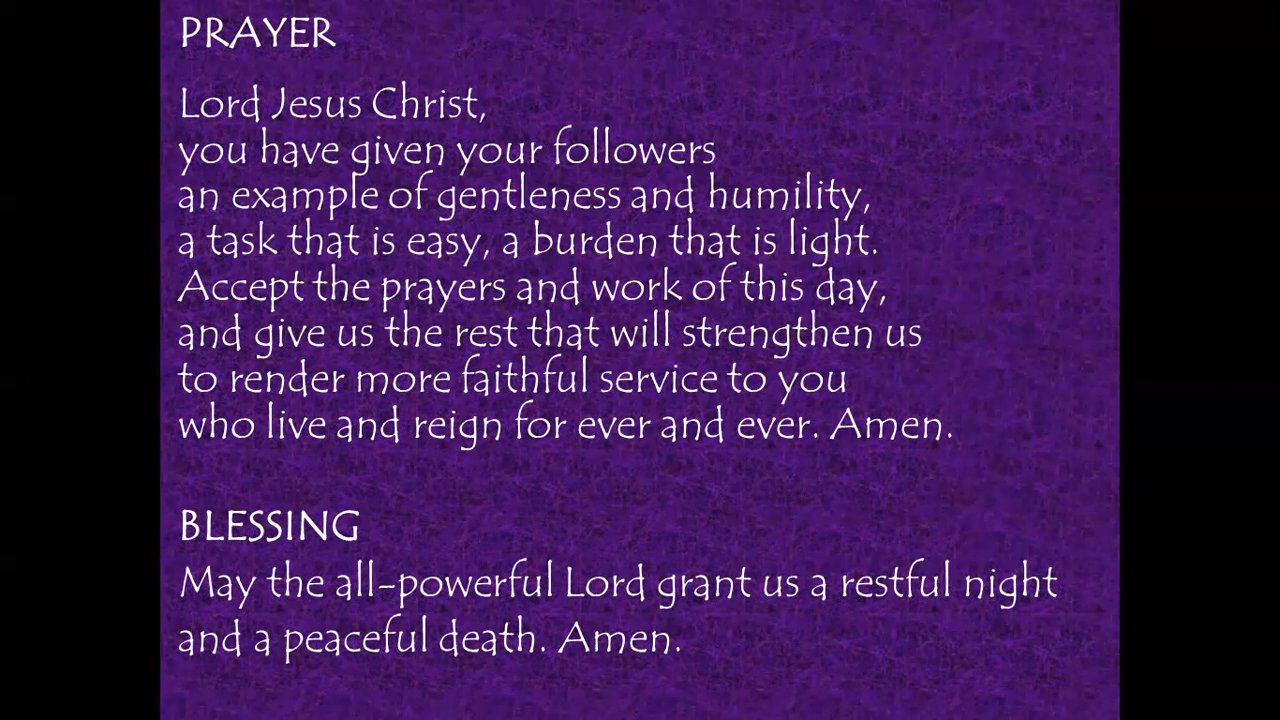 PRAYER
Lord Jesus Christ,
you have given your followers
an example of gentleness and humility,
a task that is easy, a burden that is light.
Accept the prayers and work of this day,
and give us the rest that will strengthen us
to render more faithful service to you
who live and reign for ever and ever. Amen.
BLESSING
May the all-powerful Lord grant us a restful night
and a peaceful death. Amen.